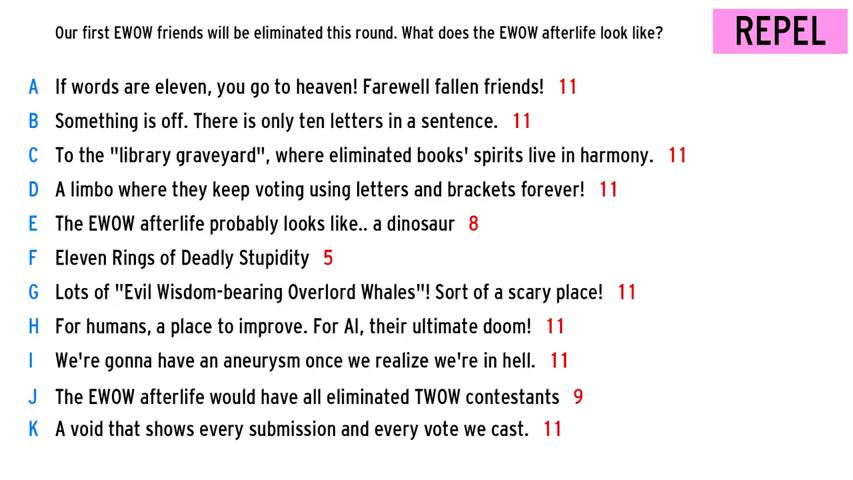 Our first EWOW friends will be eliminated this round. What does the EWOW afterlife look like?
REPEL
A If words are eleven, you go to heaven! Farewell fallen friends! 11
B Something is off. There is only ten letters in a sentence. 11
C To the "library graveyard", where eliminated books' spirits live in harmony. 11
D A limbo where they keep voting using letters and brackets forever! 11
E The EWOW afterlife probably looks like.. a dinosaur 8
F Eleven Rings of Deadly Stupidity 5
G Lots of "Evil Wisdom-bearing Overlord Whales"! Sort of a scary place! 11
H For humans, a place to improve. For AI, their ultimate doom! 11
I We're gonna have an aneurysm once we realize we're in hell. 11
J The EWOW afterlife would have all eliminated TWOW contestants 9
K A void that shows every submission and every vote we cast. 11